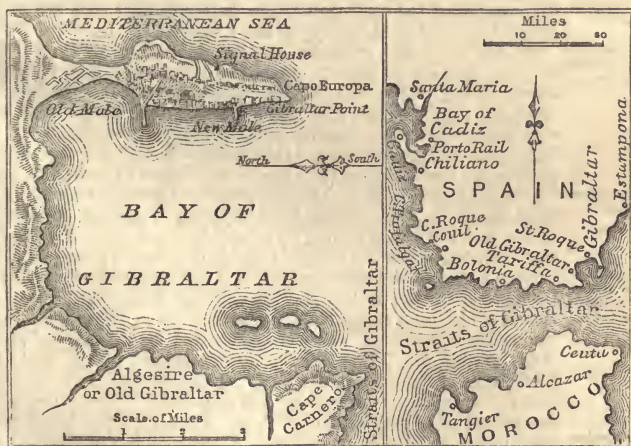 MEDITERRANEAN SEA
Signal House
Capo Europa
Gibraltar Point
Old Mole
New Mole
North South
BAY OF
GIBRALTAR
Algesire
or Old Gibraltar
Scale of Miles
1 2 3
Cape
Carnero
Straits of Gibraltar
Miles
10 20 30
Santa Maria
Bay of
Cadiz
Porto Rail
Chiliano
SPAIN
Gibraltar
Estampona
C. Roque
Conil
St Roque
Old Gibraltar
Tariffa
Bolonia
Straits of Gibraltar
Ceuta
Alcazar
Tangier
MOROCCO